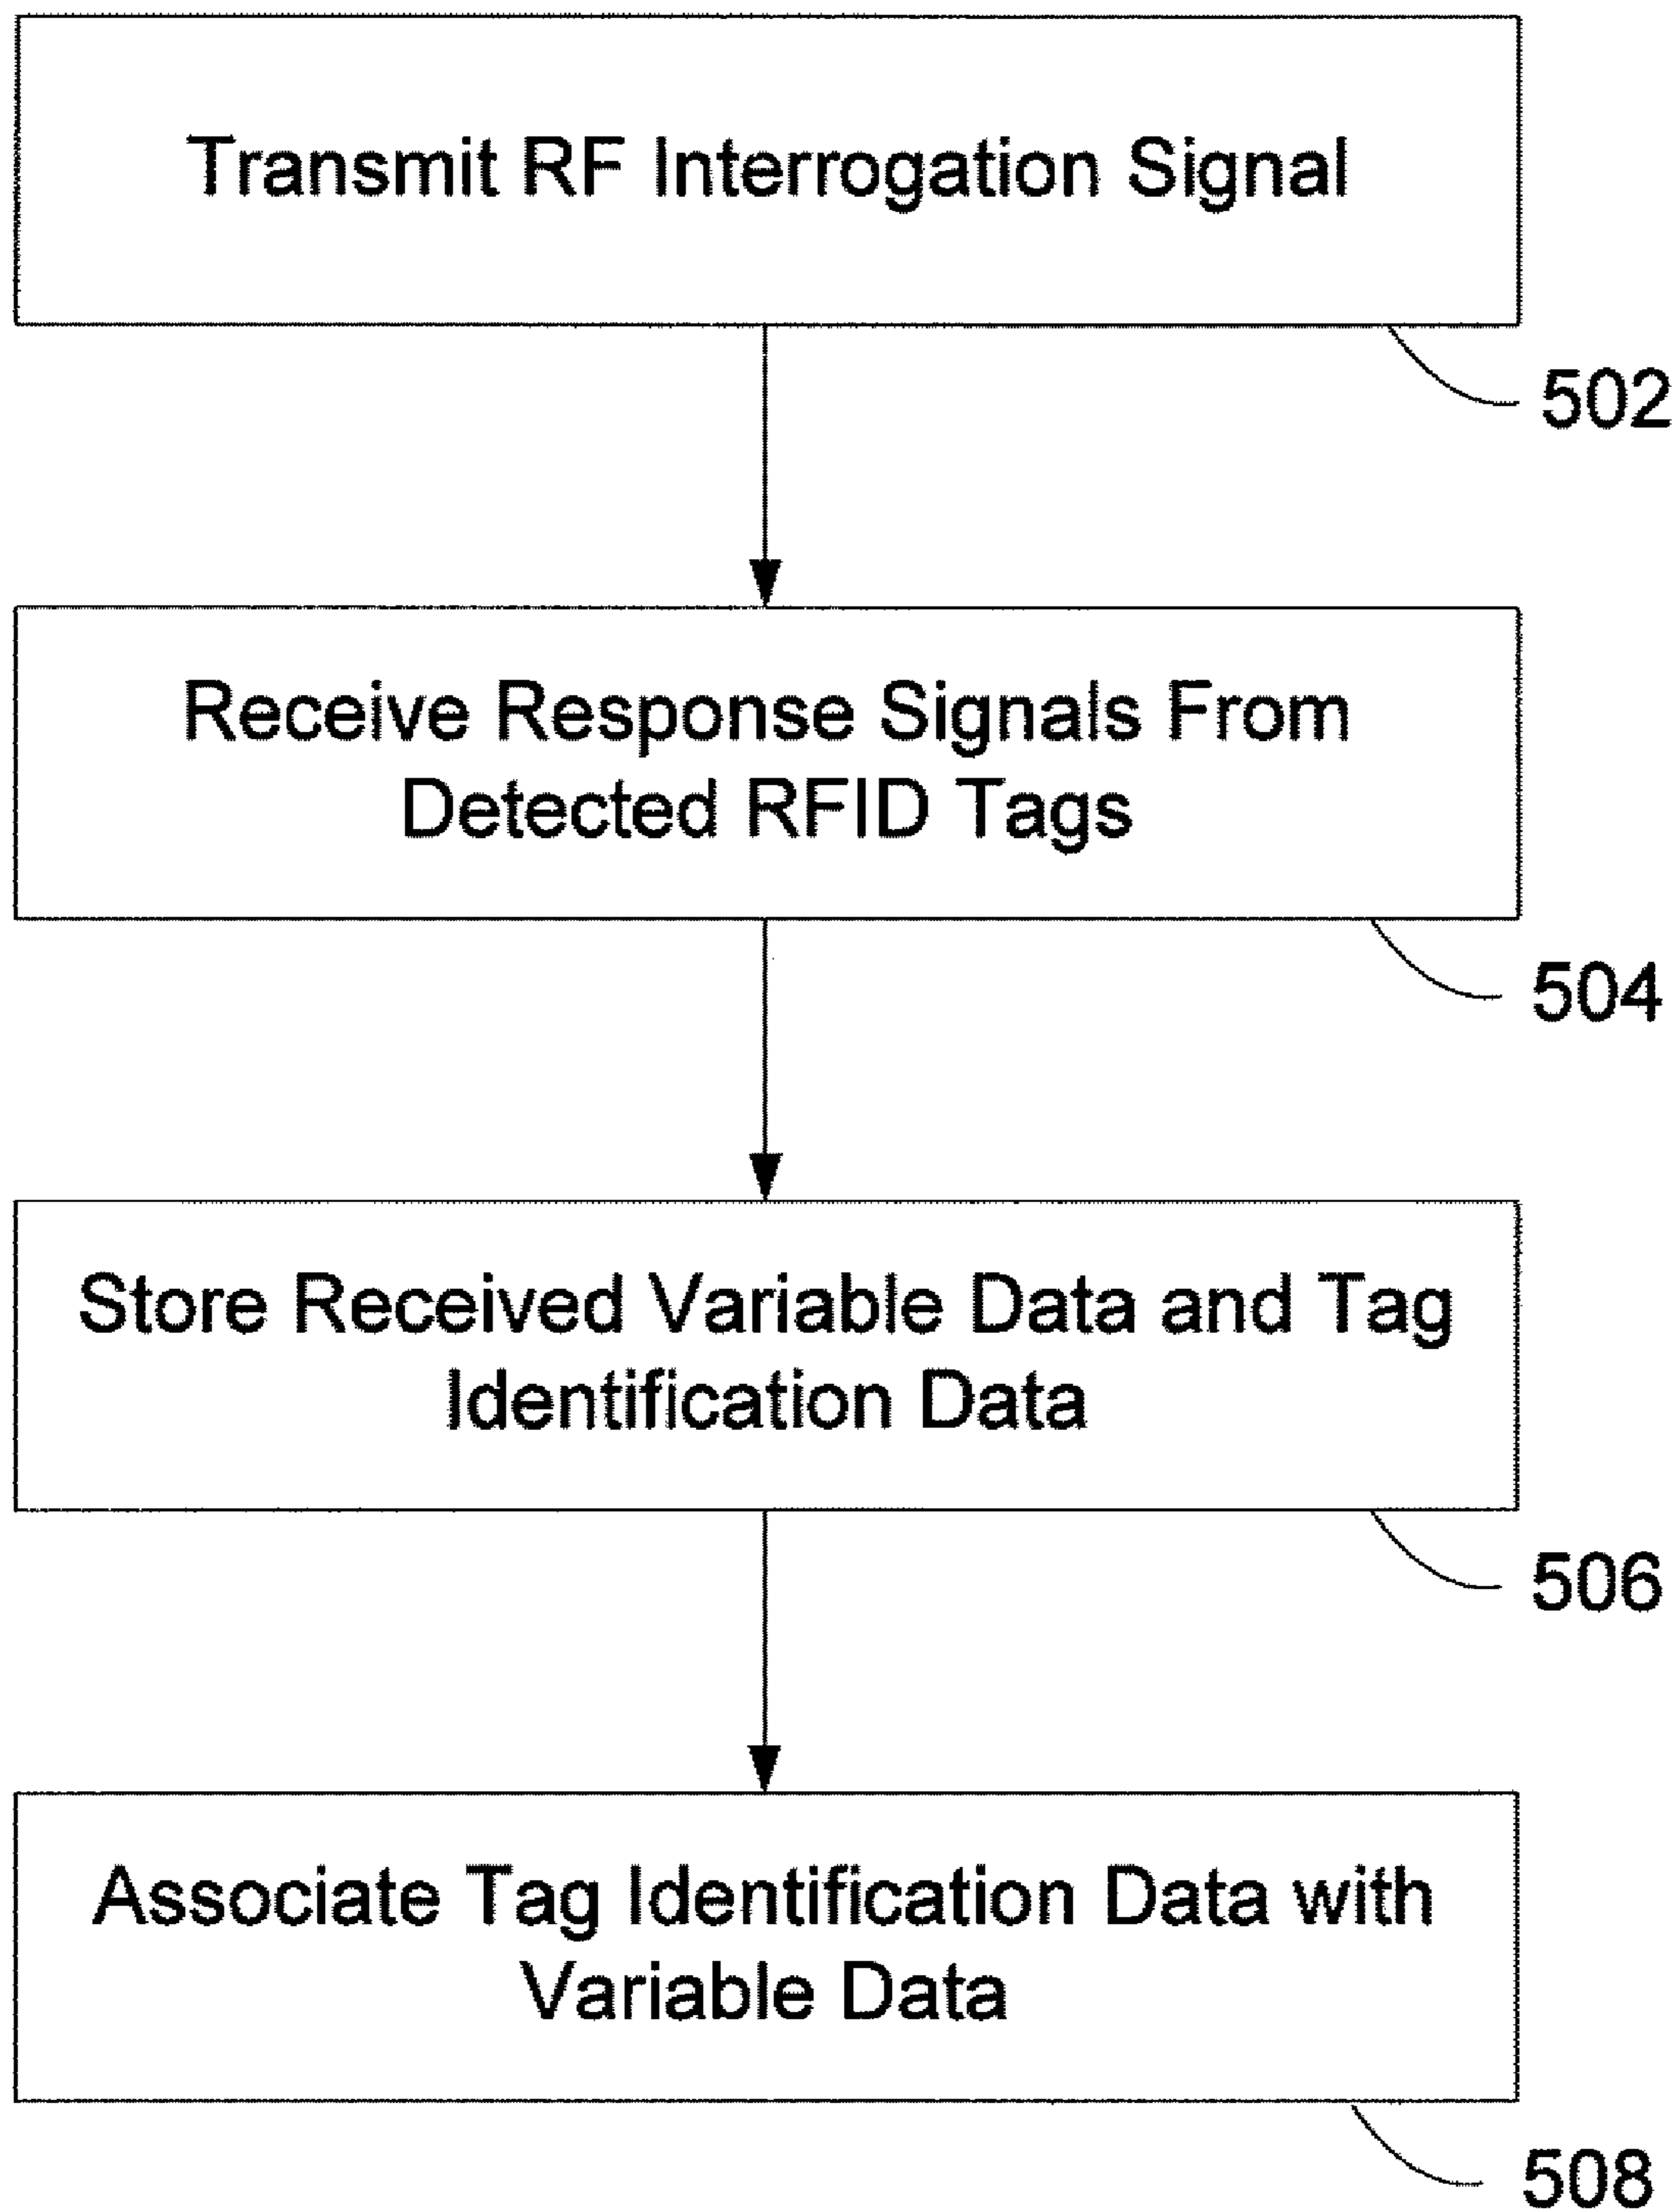 Transmit RF Interrogation Signal
502
Receive Response Signals From
Detected RFID Tags
504
Store Received Variable Data and Tag
Identification Data
506
Associate Tag Identification Data with
Variable Data
508